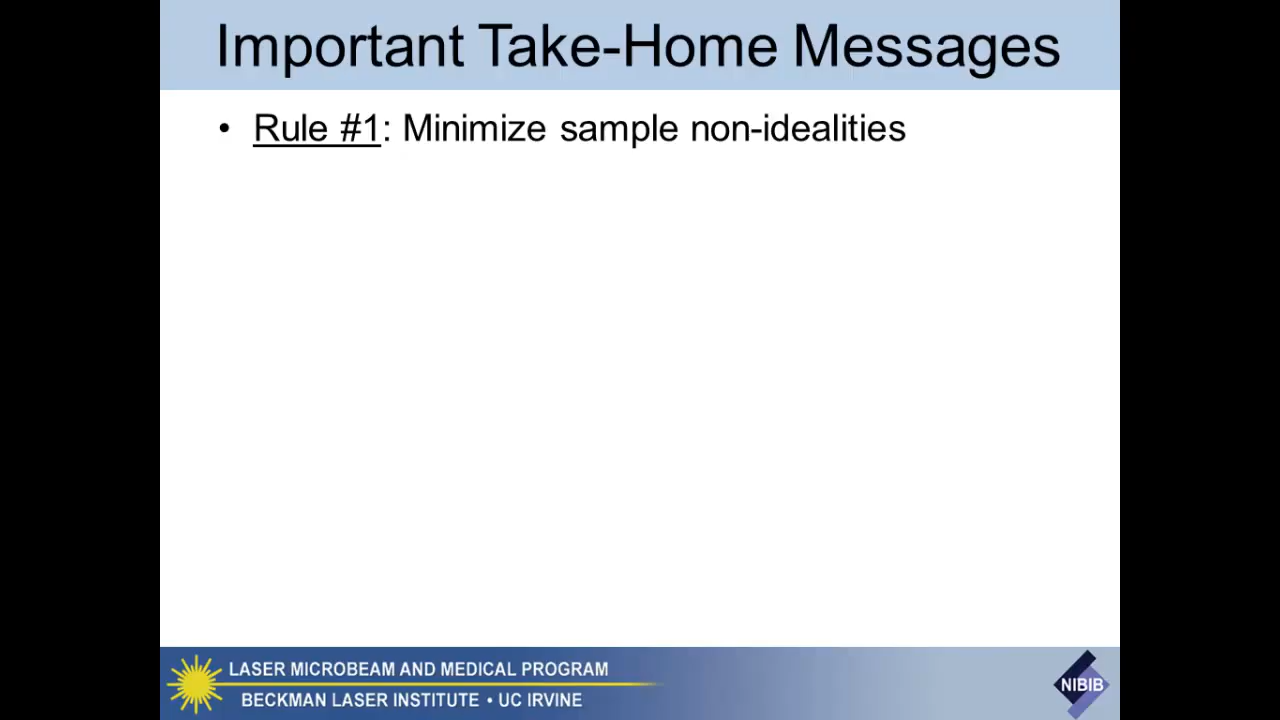 Important Take-Home Messages
• Rule #1: Minimize sample non-idealities
LASER MICROBEAM AND MEDICAL PROGRAM
BECKMAN LASER INSTITUTE • UC IRVINE
NIBIB